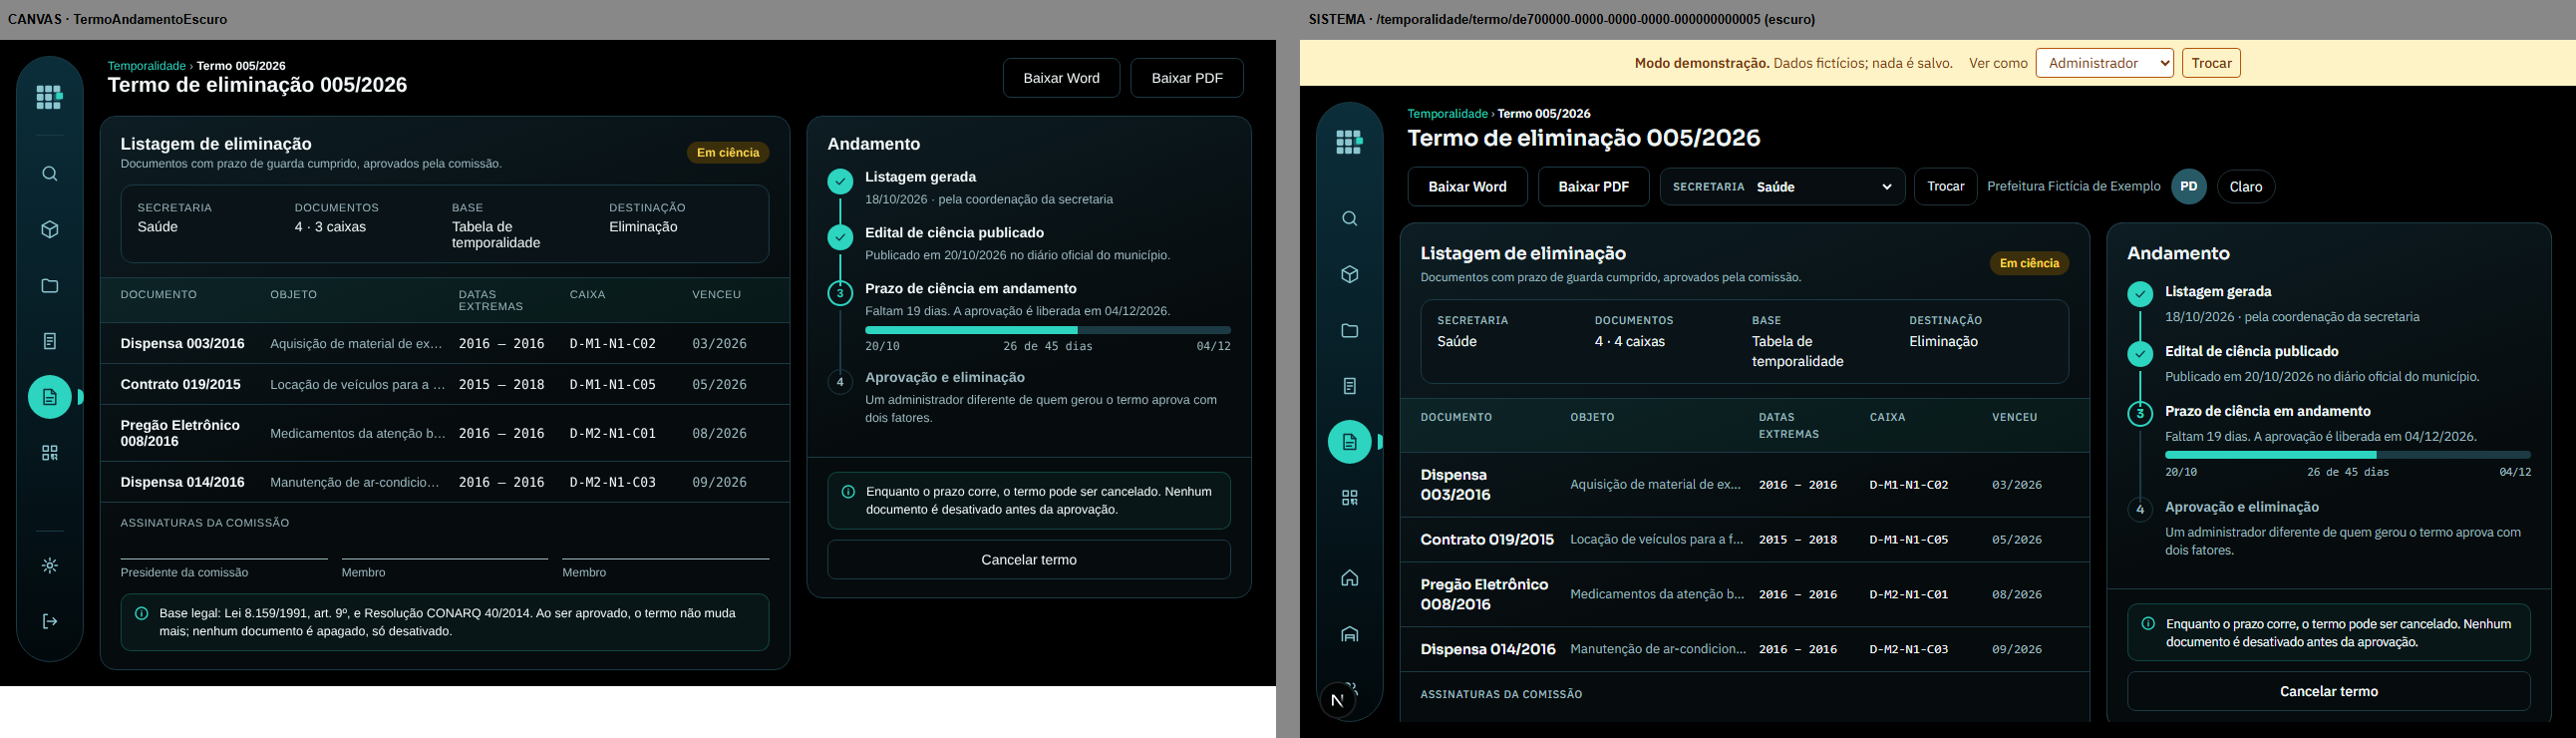 CANVAS · TermoAndamentoEscuro
Temporalidade › Termo 005/2026
Termo de eliminação 005/2026
Baixar Word
Baixar PDF
Listagem de eliminação
Documentos com prazo de guarda cumprido, aprovados pela comissão.
Em ciência
SECRETARIA DOCUMENTOS BASE DESTINAÇÃO
Saúde 4 · 3 caixas Tabela de temporalidade Eliminação
DOCUMENTO OBJETO DATAS EXTREMAS CAIXA VENCEU
Dispensa 003/2016 Aquisição de material de ex... 2016 – 2016 D-M1-N1-C02 03/2026
Contrato 019/2015 Locação de veículos para a ... 2015 – 2018 D-M1-N1-C05 05/2026
Pregão Eletrônico 008/2016 Medicamentos da atenção b... 2016 – 2016 D-M2-N1-C01 08/2026
Dispensa 014/2016 Manutenção de ar-condicio... 2016 – 2016 D-M2-N1-C03 09/2026
ASSINATURAS DA COMISSÃO
Presidente da comissão Membro Membro
Base legal: Lei 8.159/1991, art. 9º, e Resolução CONARQ 40/2014. Ao ser aprovado, o termo não muda
mais; nenhum documento é apagado, só desativado.
Andamento
Listagem gerada
18/10/2026 · pela coordenação da secretaria
Edital de ciência publicado
Publicado em 20/10/2026 no diário oficial do município.
3 Prazo de ciência em andamento
Faltam 19 dias. A aprovação é liberada em 04/12/2026.
20/10 26 de 45 dias 04/12
4 Aprovação e eliminação
Um administrador diferente de quem gerou o termo aprova com
dois fatores.
Enquanto o prazo corre, o termo pode ser cancelado. Nenhum
documento é desativado antes da aprovação.
Cancelar termo
SISTEMA · /temporalidade/termo/de700000-0000-0000-0000-000000000005 (escuro)
Modo demonstração. Dados fictícios; nada é salvo. Ver como Administrador Trocar
Temporalidade › Termo 005/2026
Termo de eliminação 005/2026
Baixar Word Baixar PDF SECRETARIA Saúde Trocar Prefeitura Fictícia de Exemplo PD Claro
Listagem de eliminação
Documentos com prazo de guarda cumprido, aprovados pela comissão.
Em ciência
SECRETARIA DOCUMENTOS BASE DESTINAÇÃO
Saúde 4 · 4 caixas Tabela de temporalidade Eliminação
DOCUMENTO OBJETO DATAS EXTREMAS CAIXA VENCEU
Dispensa 003/2016 Aquisição de material de ex... 2016 – 2016 D-M1-N1-C02 03/2026
Contrato 019/2015 Locação de veículos para a f... 2015 – 2018 D-M1-N1-C05 05/2026
Pregão Eletrônico 008/2016 Medicamentos da atenção b... 2016 – 2016 D-M2-N1-C01 08/2026
Dispensa 014/2016 Manutenção de ar-condicion... 2016 – 2016 D-M2-N1-C03 09/2026
ASSINATURAS DA COMISSÃO
N
Andamento
Listagem gerada
18/10/2026 · pela coordenação da secretaria
Edital de ciência publicado
Publicado em 20/10/2026 no diário oficial do município.
3 Prazo de ciência em andamento
Faltam 19 dias. A aprovação é liberada em 04/12/2026.
20/10 26 de 45 dias 04/12
4 Aprovação e eliminação
Um administrador diferente de quem gerou o termo aprova com
dois fatores.
Enquanto o prazo corre, o termo pode ser cancelado. Nenhum
documento é desativado antes da aprovação.
Cancelar termo